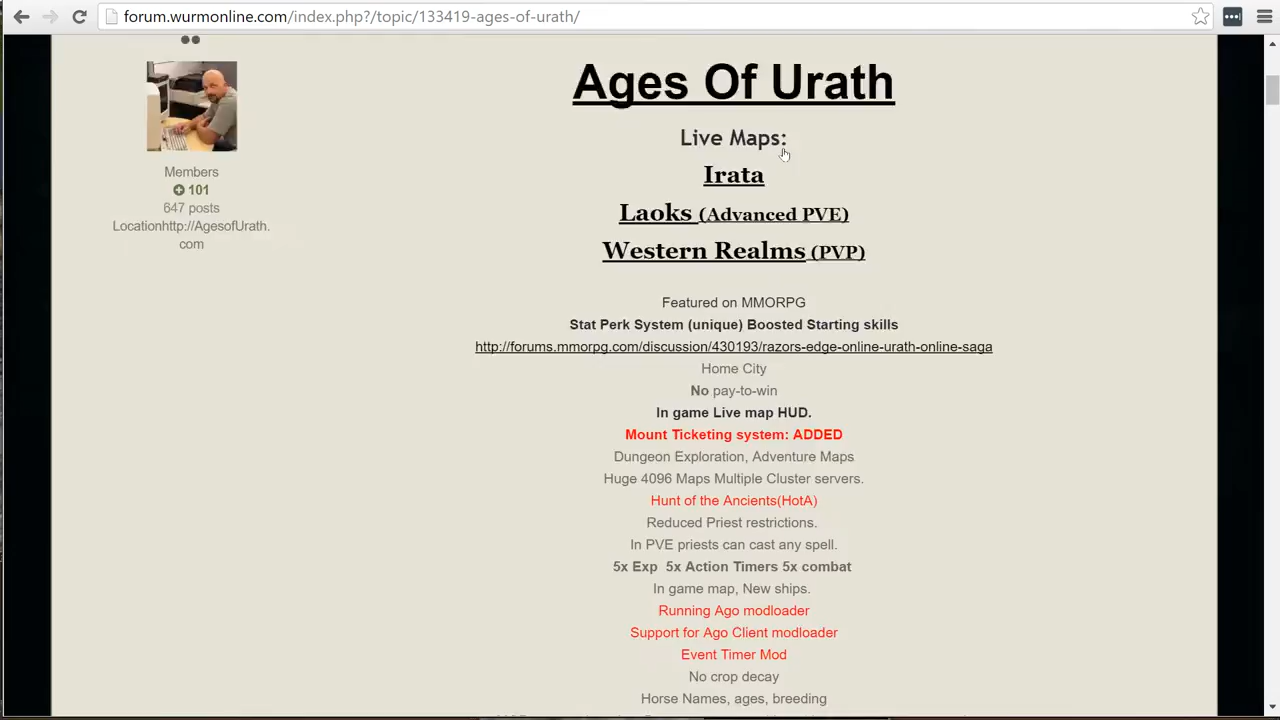 forum.wurmonline.com/index.php?/topic/133419-ages-of-urath/
Members
101
647 posts
Locationhttp://AgesofUrath.
com
Ages Of Urath
Live Maps:
Irata
Laoks (Advanced PVE)
Western Realms (PVP)
Featured on MMORPG
Stat Perk System (unique) Boosted Starting skills
http://forums.mmorpg.com/discussion/430193/razors-edge-online-urath-online-saga
Home City
No pay-to-win
In game Live map HUD.
Mount Ticketing system: ADDED
Dungeon Exploration, Adventure Maps
Huge 4096 Maps Multiple Cluster servers.
Hunt of the Ancients(HotA)
Reduced Priest restrictions.
In PVE priests can cast any spell.
5x Exp  5x Action Timers 5x combat
In game map, New ships.
Running Ago modloader
Support for Ago Client modloader
Event Timer Mod
No crop decay
Horse Names, ages, breeding